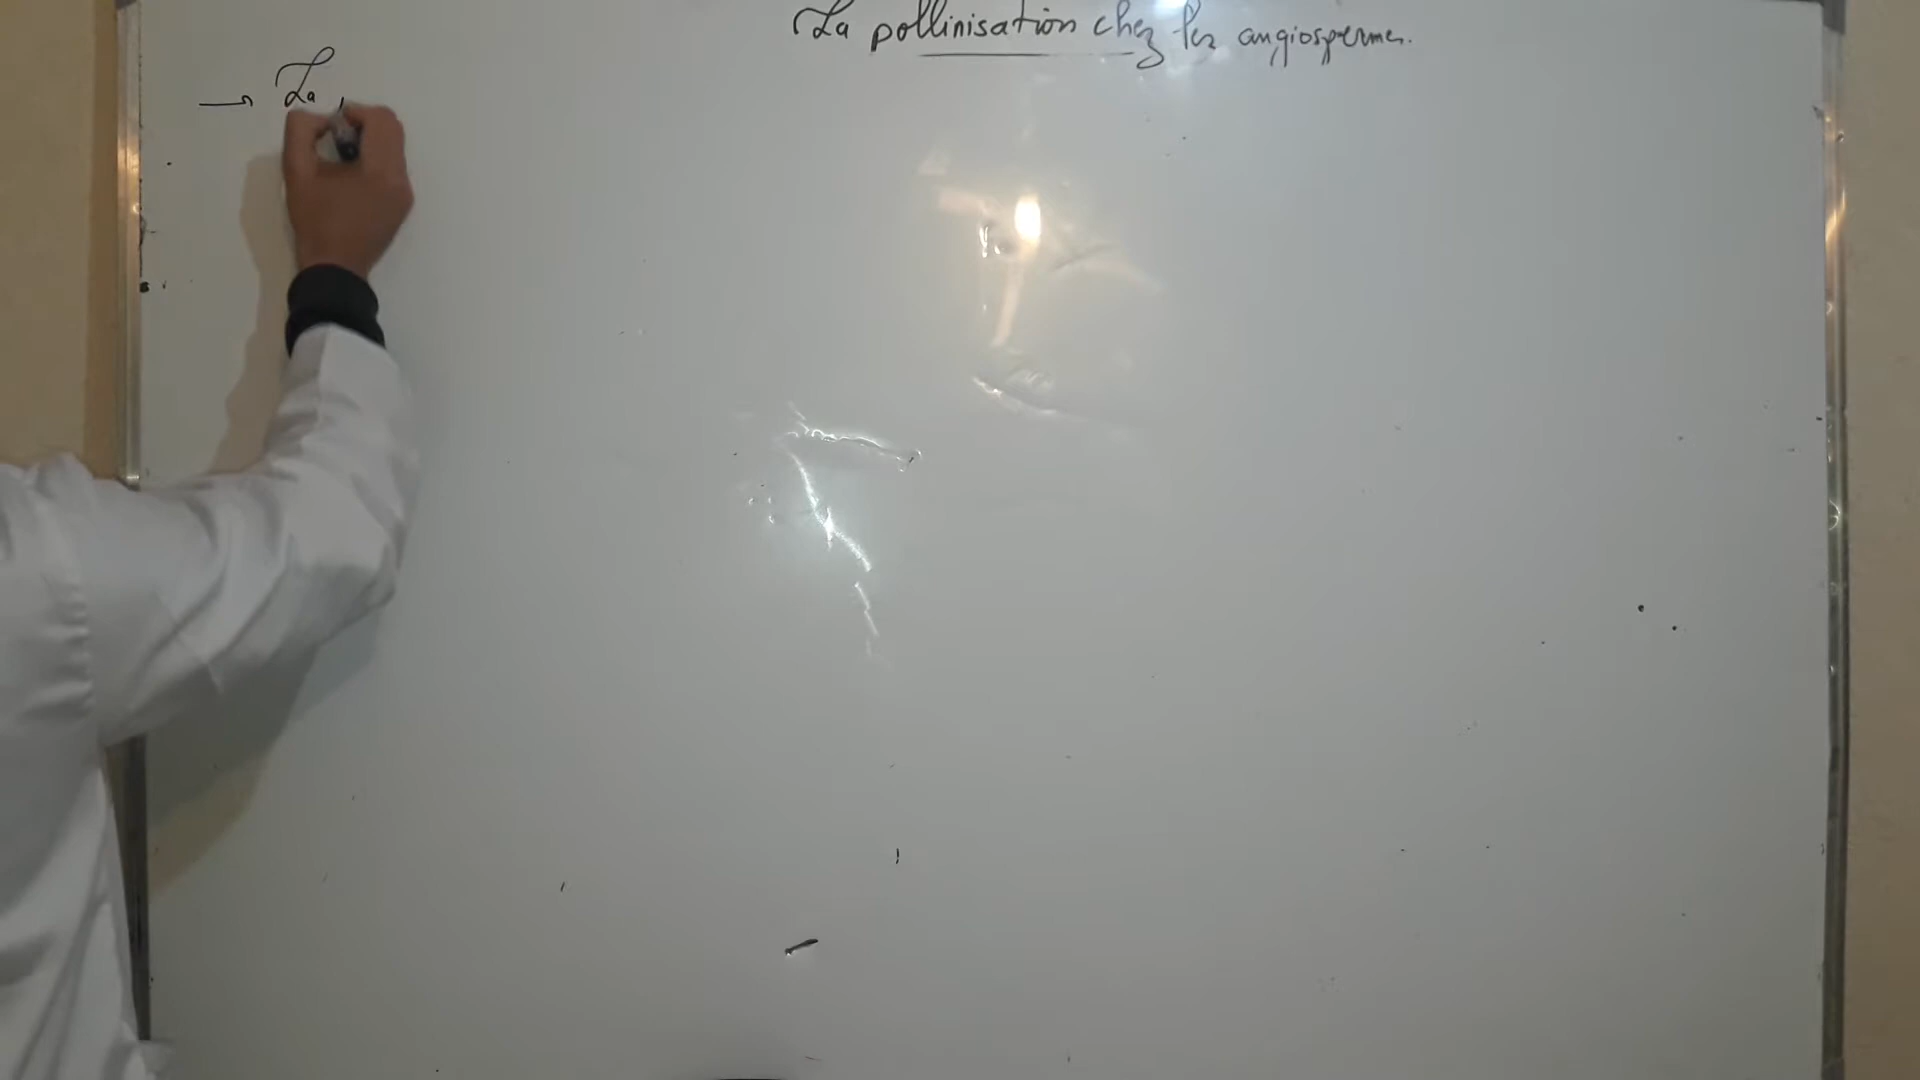 La pollinisation chez les angiospermes.
→ La